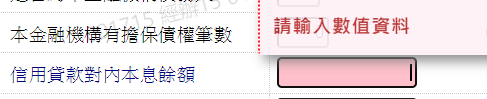 本金融機構有擔保債權筆數
請輸入數值資料
信用貸款對內本息餘額